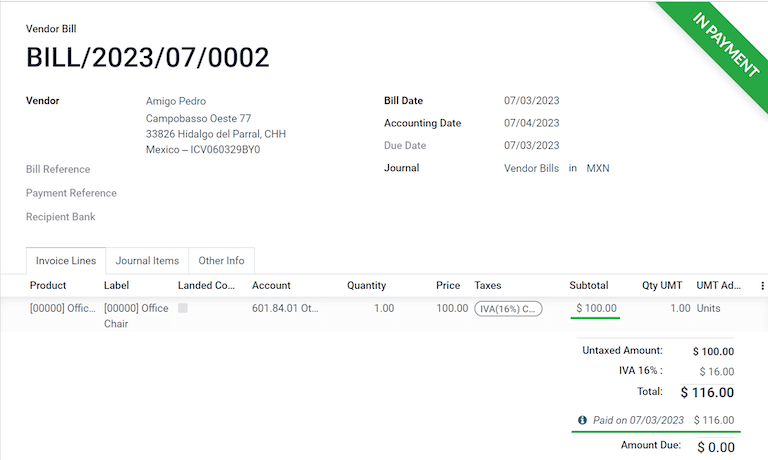 Vendor Bill
IN PAYMENT
BILL/2023/07/0002
Vendor Amigo Pedro Bill Date 07/03/2023
Campobasso Oeste 77 Accounting Date 07/04/2023
33826 Hidalgo del Parral, CHH
Mexico – ICV060329BY0 Due Date 07/03/2023
Bill Reference Journal Vendor Bills in MXN
Payment Reference
Recipient Bank
Invoice Lines Journal Items Other Info
Product Label Landed Co... Account Quantity Price Taxes Subtotal Qty UMT UMT Ad...
[00000] Offic... [00000] Office 601.84.01 Ot... 1.00 100.00 IVA(16%) C... $ 100.00 1.00 Units
Chair
Untaxed Amount: $ 100.00
IVA 16% : $ 16.00
Total: $ 116.00
Paid on 07/03/2023 $ 116.00
Amount Due: $ 0.00